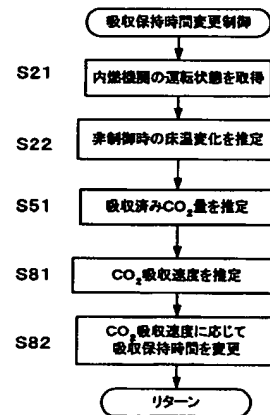 吸収保持時間変更制御
S21
内燃機関の運転状態を取得
S22
非制御時の床温変化を推定
S51
吸収済みCO₂量を推定
S81
CO₂吸収速度を推定
S82
CO₂吸収速度に応じて
吸収保持時間を変更
リターン